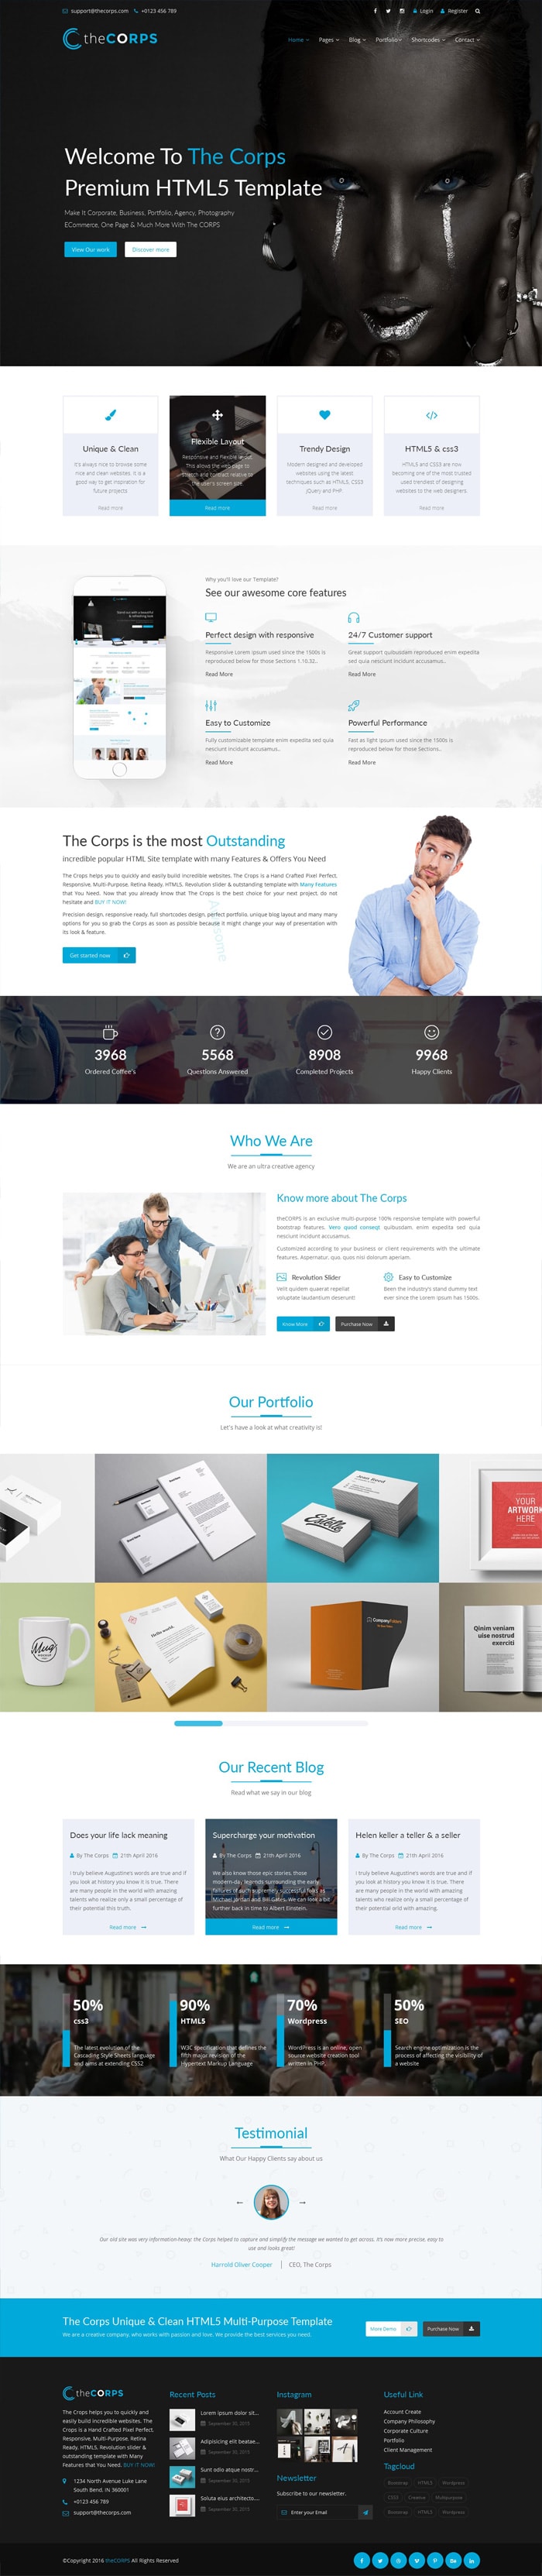 support@thecorps.com +0123 456 789 Login Register
theCORPS Home Pages Blog Portfolio Shortcodes Contact
Welcome To The Corps
Premium HTML5 Template
Make It Corporate, Business, Portfolio, Agency, Photography
ECommerce, One Page & Much More With The CORPS
View Our work Discover more
Unique & Clean
It's always nice to browse some
nice and clean websites. It is a
good way to get inspiration for
future projects
Read more
Flexible Layout
Responsive and Flexible layout.
This allows the web page to
stretch and contract relative to
the user's screen size.
Read more
Trendy Design
Modern designed and developed
websites using the latest
techniques such as HTML5, CSS3
jQuery and PHP.
Read more
HTML5 & css3
HTML5 and CSS3 are now
becoming one of the most trusted
used trendiest of designing
websites to the web designers
Read more
Why you'll love our Template?
See our awesome core features
Perfect design with responsive
Responsive Lorem Ipsum used since the 1500s is
reproduced below for those Sections 1.10.32..
Read More
24/7 Customer support
Great support quibusdam reproduced enim expedita
sed quia nesciunt incidunt accusamus..
Read More
Easy to Customize
Fully customizable template enim expedita sed quia
nesciunt incidunt accusamus..
Read More
Powerful Performance
Fast as light ipsum used since the 1500s is
reproduced below for those Sections..
Read More
The Corps is the most Outstanding
incredible popular HTML Site template with many Features & Offers You Need
The Crops helps you to quickly and easily build incredible websites. The Crops is a Hand Crafted Pixel Perfect,
Responsive, Multi-Purpose, Retina Ready, HTML5, Revolution slider & outstanding template with Many Features
that You Need. Now that you already know that The Crops is the best choice for your next project, do not
hesitate and BUY IT NOW!
Precision design, responsive ready, full shortcodes design, perfect portfolio, unique blog layout and many many
options for you so grab the Corps as soon as possible because it might change your way of presentation with
its look & feature.
Awesome
Get started now
3968
Ordered Coffee's
5568
Questions Answered
8908
Completed Projects
9968
Happy Clients
Who We Are
We are an ultra creative agency
Know more about The Corps
theCORPS is an exclusive multi-purpose 100% responsive template with powerful
bootstrap features. Vero quod conseqt quibusdam, enim expedita sed quia
nesciunt incidunt accusamus.
Customized according to your business or client requirements with the ultimate
features. Aspernatur, quo, quos nisi dolorum aperiam.
Revolution Slider
Velit quidem quaerat repellat
voluptate laudantium deserunt!
Easy to Customize
Been the industry's stand dummy text
ever since the Lorem Ipsum has 1500s.
Know More Purchase Now
Our Portfolio
Let's have a look at what creativity is!
Jean Reed
Estelle
YOUR
ARTWORK
HERE
Mug
Hello world.
CompanyFolders
Qinim veniam
uise nostrud
exerciti
Our Recent Blog
Read what we say in our blog
Does your life lack meaning
By The Corps 21th April 2016
I truly believe Augustine's words are true and if
you look at history you know it is true. There
are many people in the world with amazing
talents who realize only a small percentage of
their potential this truth.
Read more
Supercharge your motivation
By The Corps 21th April 2016
We also know those epic stories, those
modern-day legends surrounding the early
failures of such supremely successful folks as
Michael Jordan and Bill Gates. We can look a bit
further back in time to Albert Einstein.
Read more
Helen keller a teller & a seller
By The Corps 21th April 2016
I truly believe Augustine's words are true and if
you look at history you know it is true. There
are many people in the world with amazing
talents who realize only a small percentage of
their potential orld with amazing.
Read more
50%
css3
The latest evolution of the
Cascading Style Sheets language
and aims at extending CSS2
90%
HTML5
W3C specification that defines the
fifth major revision of the
Hypertext Markup Language
70%
Wordpress
WordPress is an online, open
source website creation tool
written in PHP.
50%
SEO
Search engine optimization is the
process of affecting the visibility of
a website
Testimonial
What Our Happy Clients say about us
Our old site was very information-heavy; the Corps helped to capture and simplify the message we wanted to get across. It's now more precise, easy to
use and looks great!
Harrold Oliver Cooper CEO, The Corps
The Corps Unique & Clean HTML5 Multi-Purpose Template
We are a creative company, who works with passion and love. We provide the best services you need.
More Demo Purchase Now
theCORPS
The Crops helps you to quickly and
easily build incredible websites. The
Crops is a Hand Crafted Pixel Perfect,
Responsive, Multi-Purpose, Retina
Ready, HTML5, Revolution slider &
outstanding template with Many
Features that You Need. BUY IT NOW!
1234 North Avenue Luke Lane
South Bend, IN 360001
+0123 456 789
support@thecorps.com
Recent Posts
Lorem ipsum dolor sit...
September 30, 2015
Adipisicing elit beatae...
September 30, 2015
Sunt odio atque nostr...
September 30, 2015
Soluta eius architecto....
September 30, 2015
Instagram
Newsletter
Subscribe to our newsletter.
Enter your Email
Useful Link
Account Create
Company Philosophy
Corporate Culture
Portfolio
Client Management
Tagcloud
Bootstrap HTML5 Wordpress
CSS3 Creative Multipurpose
Bootstrap HTML5 Wordpress
©Copyright 2016 theCORPS All Rights Reserved